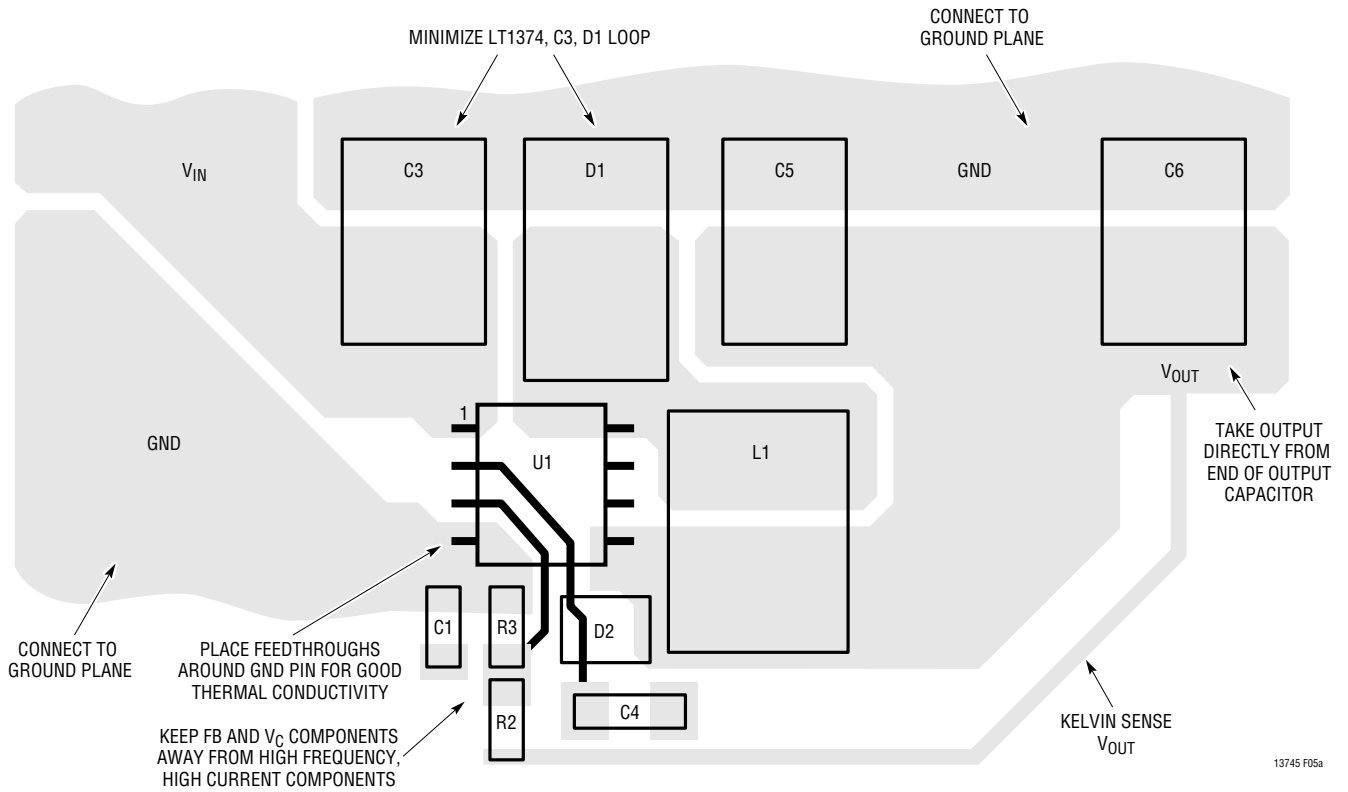 MINIMIZE LT1374, C3, D1 LOOP
CONNECT TO
GROUND PLANE
VIN
C3
D1
C5
GND
C6
VOUT
1
U1
L1
GND
TAKE OUTPUT
DIRECTLY FROM
END OF OUTPUT
CAPACITOR
C1
R3
D2
CONNECT TO
GROUND PLANE
PLACE FEEDTHROUGHS
AROUND GND PIN FOR GOOD
THERMAL CONDUCTIVITY
R2
C4
KEEP FB AND VC COMPONENTS
AWAY FROM HIGH FREQUENCY,
HIGH CURRENT COMPONENTS
KELVIN SENSE
VOUT
13745 F05a